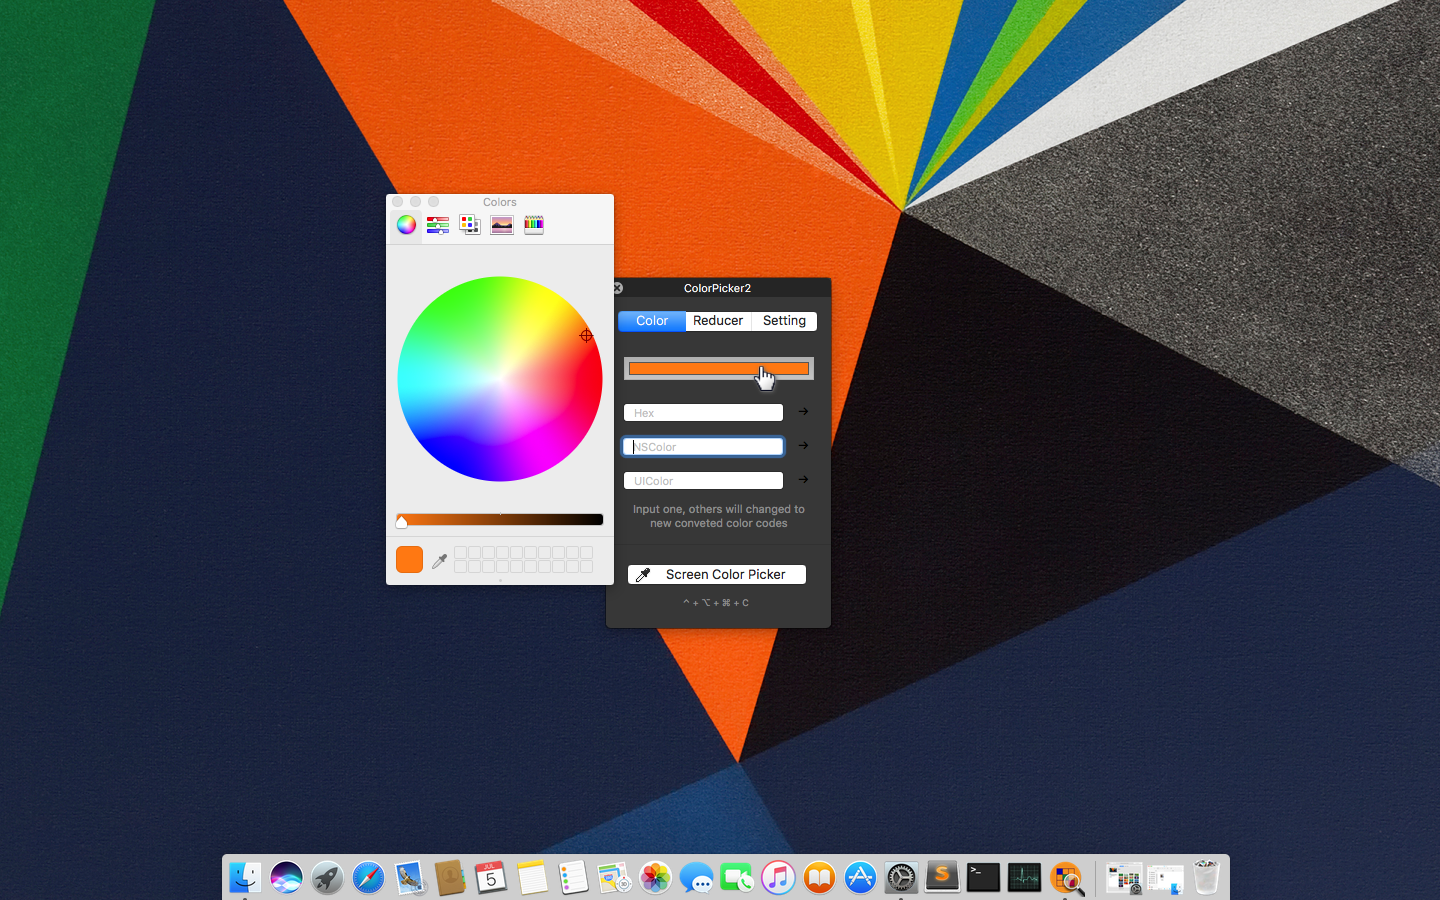 Colors
ColorPicker2
Color Reducer Setting
Hex
NSColor
UIColor
Input one, others will changed to
new conveted color codes
Screen Color Picker
^ + ⌥ + ⌘ + C
JUL
5
S
>_